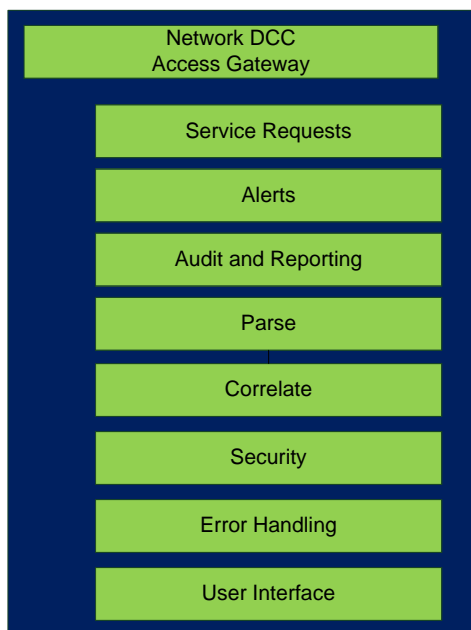 Network DCC
Access Gateway
Service Requests
Alerts
Audit and Reporting
Parse
Correlate
Security
Error Handling
User Interface